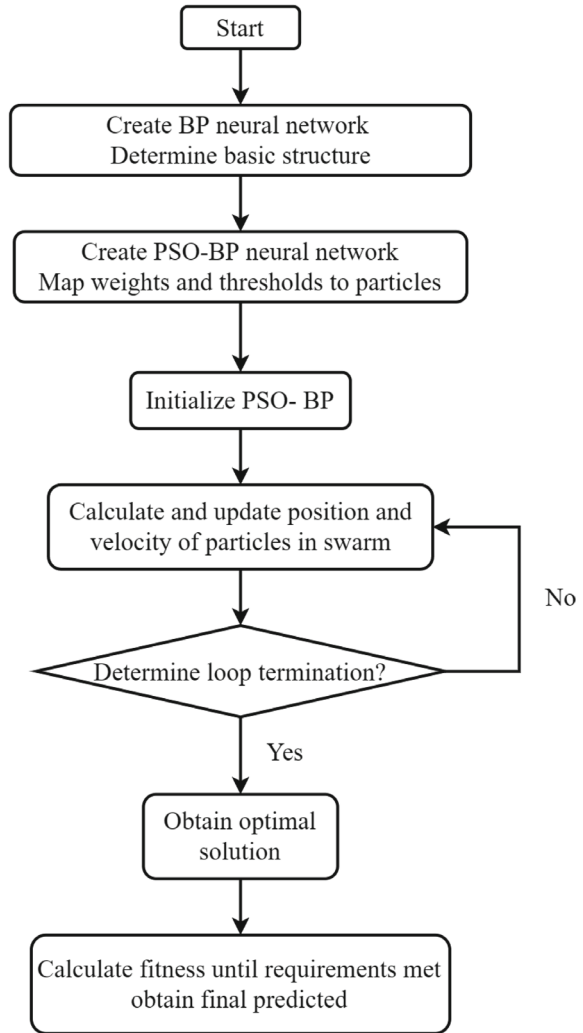 Start
Create BP neural network
Determine basic structure
Create PSO-BP neural network
Map weights and thresholds to particles
Initialize PSO- BP
Calculate and update position and
velocity of particles in swarm
No
Determine loop termination?
Yes
Obtain optimal
solution
Calculate fitness until requirements met
obtain final predicted